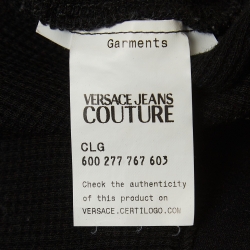 Garments
VERSACE JEANS
COUTURE
CLG
600 277 767 603
Check the authenticity
of this product on
VERSACE.CERTILOGO.COM